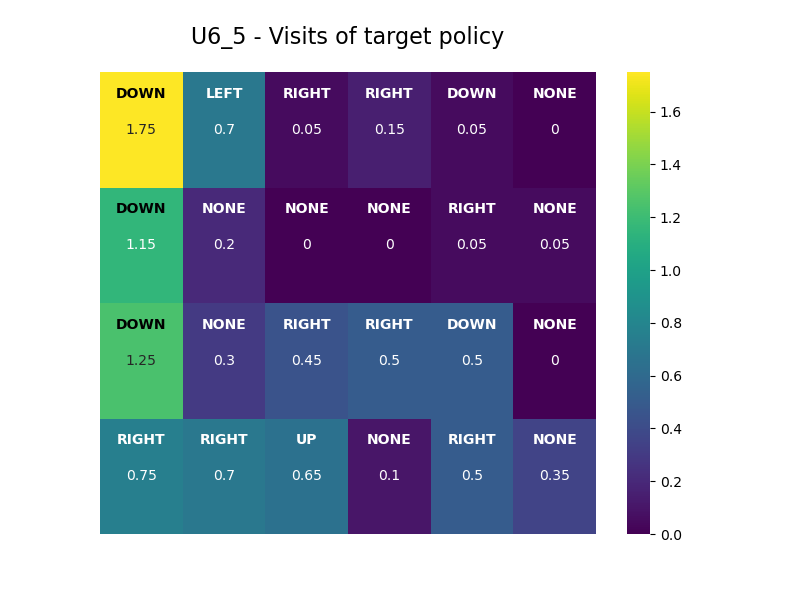 U6_5 - Visits of target policy
DOWN LEFT RIGHT RIGHT DOWN NONE
1.75 0.7 0.05 0.15 0.05 0
DOWN NONE NONE NONE RIGHT NONE
1.15 0.2 0 0 0.05 0.05
DOWN NONE RIGHT RIGHT DOWN NONE
1.25 0.3 0.45 0.5 0.5 0
RIGHT RIGHT UP NONE RIGHT NONE
0.75 0.7 0.65 0.1 0.5 0.35
1.6
1.4
1.2
1.0
0.8
0.6
0.4
0.2
0.0